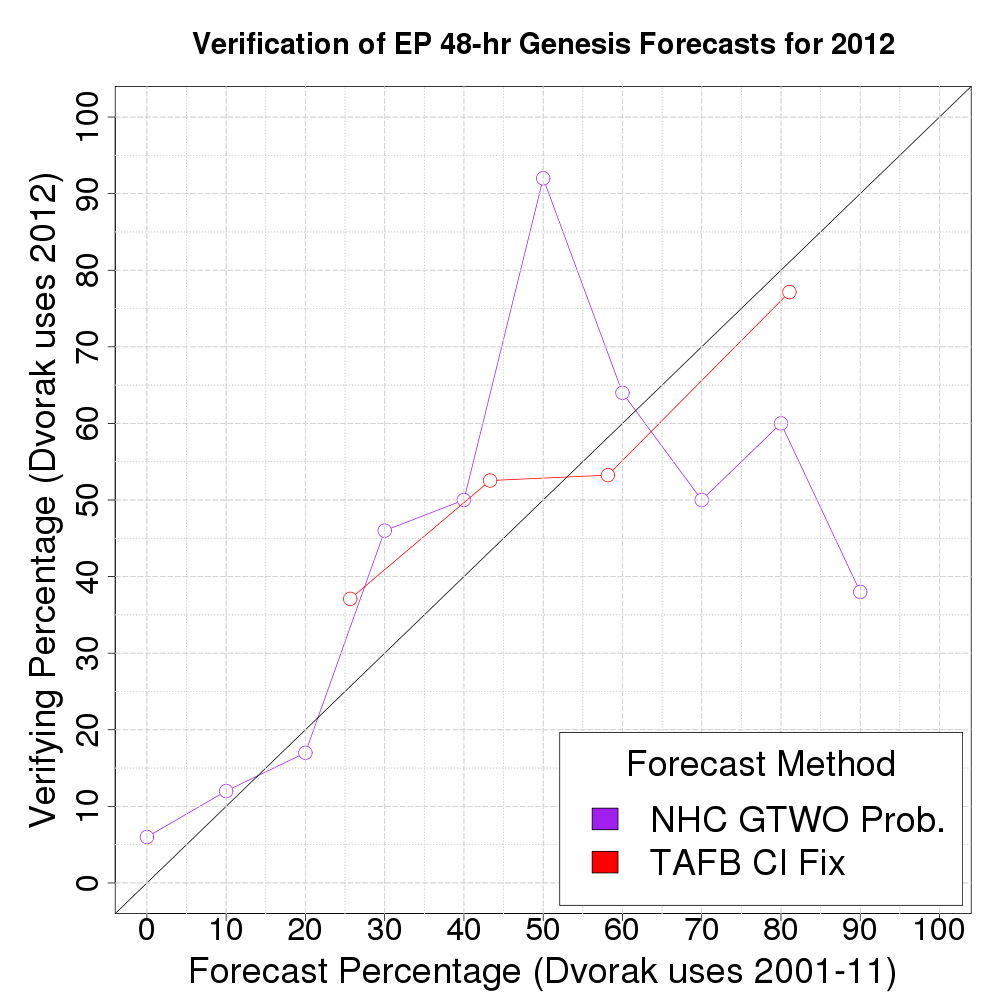 Verification of EP 48-hr Genesis Forecasts for 2012
Verifying Percentage (Dvorak uses 2012)
100
90
80
70
60
50
40
30
20
10
0
Forecast Method
NHC GTWO Prob.
TAFB CI Fix
0 10 20 30 40 50 60 70 80 90 100
Forecast Percentage (Dvorak uses 2001-11)